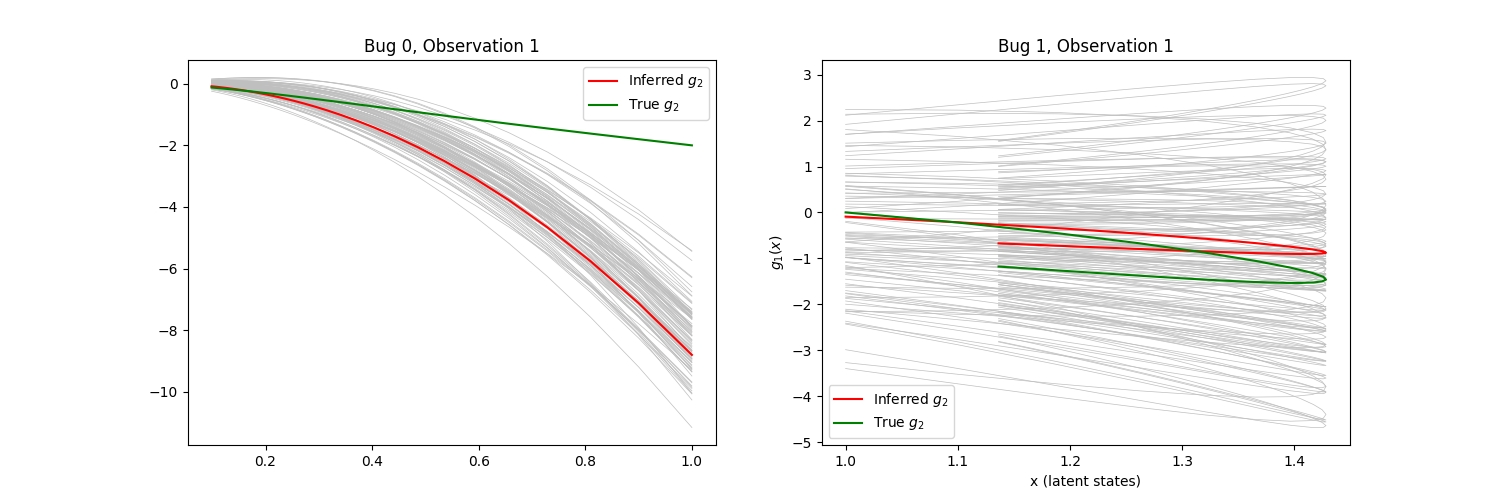 Bug 0, Observation 1
Inferred g₂
True g₂
0
−2
−4
−6
−8
−10
0.2 0.4 0.6 0.8 1.0
Bug 1, Observation 1
g₁(x)
3
2
1
0
−1
−2
−3
−4
−5
Inferred g₂
True g₂
1.0 1.1 1.2 1.3 1.4
x (latent states)